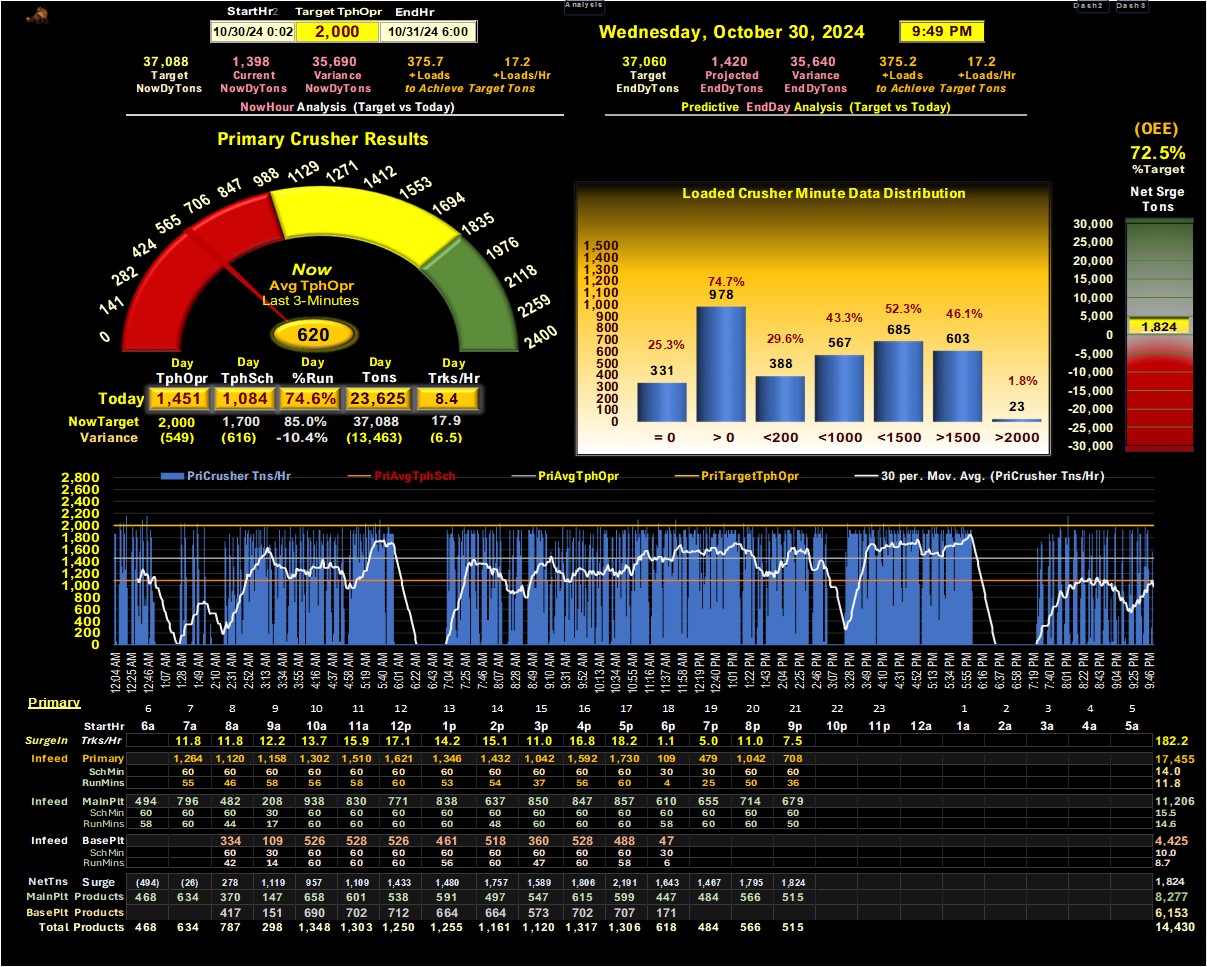 Analysis
Dash2 Dash3
StartHr2 Target TphOpr EndHr
10/30/24 0:02 2,000 10/31/24 6:00
Wednesday, October 30, 2024 9:49 PM
37,088 1,398 35,690 375.7 17.2
Target Current Variance +Loads +Loads/Hr
NowDyTons NowDyTons NowDyTons to Achieve Target Tons
NowHour Analysis (Target vs Today)
37,060 1,420 35,640 375.2 17.2
Target Projected Variance +Loads +Loads/Hr
EndDyTons EndDyTons EndDyTons to Achieve Target Tons
Predictive EndDay Analysis (Target vs Today)
Primary Crusher Results
0 141 282 424 565 706 847 988 1129 1271 1412 1553 1694 1835 1976 2118 2259 2400
Now
Avg TphOpr
Last 3-Minutes
620
Day Day Day Day Day
TphOpr TphSch %Run Tons Trks/Hr
Today 1,451 1,084 74.6% 23,625 8.4
NowTarget 2,000 1,700 85.0% 37,088 17.9
Variance (549) (616) -10.4% (13,463) (6.5)
Loaded Crusher Minute Data Distribution
1,500
1,400
1,300
1,200
1,100
1,000
900
800
700
600
500
400
300
200
100
0
25.3% 74.7% 29.6% 43.3% 52.3% 46.1% 1.8%
331 978 388 567 685 603 23
= 0 > 0 <200 <1000 <1500 >1500 >2000
(OEE)
72.5%
%Target
Net Srge
Tons
30,000
25,000
20,000
15,000
10,000
5,000
0
-5,000
-10,000
-15,000
-20,000
-25,000
-30,000
1,824
PriCrusher Tns/Hr PriAvgTphSch PriAvgTphOpr PriTargetTphOpr 30 per. Mov. Avg. (PriCrusher Tns/Hr)
2,800
2,600
2,400
2,200
2,000
1,800
1,600
1,400
1,200
1,000
800
600
400
200
0
12:04 AM 12:25 AM 12:46 AM 1:07 AM 1:28 AM 1:49 AM 2:10 AM 2:31 AM 2:52 AM 3:13 AM 3:34 AM 3:55 AM 4:16 AM 4:37 AM 4:58 AM 5:19 AM 5:40 AM 6:01 AM 6:22 AM 6:43 AM 7:04 AM 7:25 AM 7:46 AM 8:07 AM 8:28 AM 8:49 AM 9:10 AM 9:31 AM 9:52 AM 10:13 AM 10:34 AM 10:55 AM 11:16 AM 11:37 AM 11:58 AM 12:19 PM 12:40 PM 1:01 PM 1:22 PM 1:43 PM 2:04 PM 2:25 PM 2:46 PM 3:07 PM 3:28 PM 3:49 PM 4:10 PM 4:31 PM 4:52 PM 5:13 PM 5:34 PM 5:55 PM 6:16 PM 6:37 PM 6:58 PM 7:19 PM 7:40 PM 8:01 PM 8:22 PM 8:43 PM 9:04 PM 9:25 PM 9:46 PM
Primary 6 7 8 9 10 11 12 13 14 15 16 17 18 19 20 21 22 23 1 2 3 4 5
StartHr 6a 7a 8a 9a 10a 11a 12p 1p 2p 3p 4p 5p 6p 7p 8p 9p 10p 11p 12a 1a 2a 3a 4a 5a
SurgeIn Trks/Hr 11.8 11.8 12.2 13.7 15.9 17.1 14.2 15.1 11.0 16.8 18.2 1.1 5.0 11.0 7.5 182.2
Infeed Primary 1,264 1,120 1,158 1,302 1,510 1,621 1,346 1,432 1,042 1,592 1,730 109 479 1,042 708 17,455
SchMin 60 60 60 60 60 60 60 60 60 60 60 30 30 60 60 14.0
RunMins 55 46 58 56 58 60 53 54 37 56 60 4 25 50 36 11.8
Infeed MainPlt 494 796 482 208 938 830 771 838 637 850 847 857 610 655 714 679 11,206
SchMin 60 60 60 30 60 60 60 60 60 60 60 60 60 60 60 60 15.5
RunMins 58 60 44 17 60 60 60 60 48 60 60 60 58 60 60 50 14.6
Infeed BasePlt 334 109 526 528 526 461 518 360 528 488 47 4,425
SchMin 60 30 60 60 60 60 60 60 60 60 30 10.0
RunMins 42 14 60 60 60 56 60 47 60 58 6 8.7
NetTns Surge (494) (26) 278 1,119 957 1,109 1,433 1,480 1,757 1,589 1,806 2,191 1,643 1,467 1,795 1,824 1,824
MainPlt Products 468 634 370 147 658 601 538 591 497 547 615 599 447 484 566 515 8,277
BasePlt Products 417 151 690 702 712 664 664 573 702 707 171 6,153
Total Products 468 634 787 298 1,348 1,303 1,250 1,255 1,161 1,120 1,317 1,306 618 484 566 515 14,430